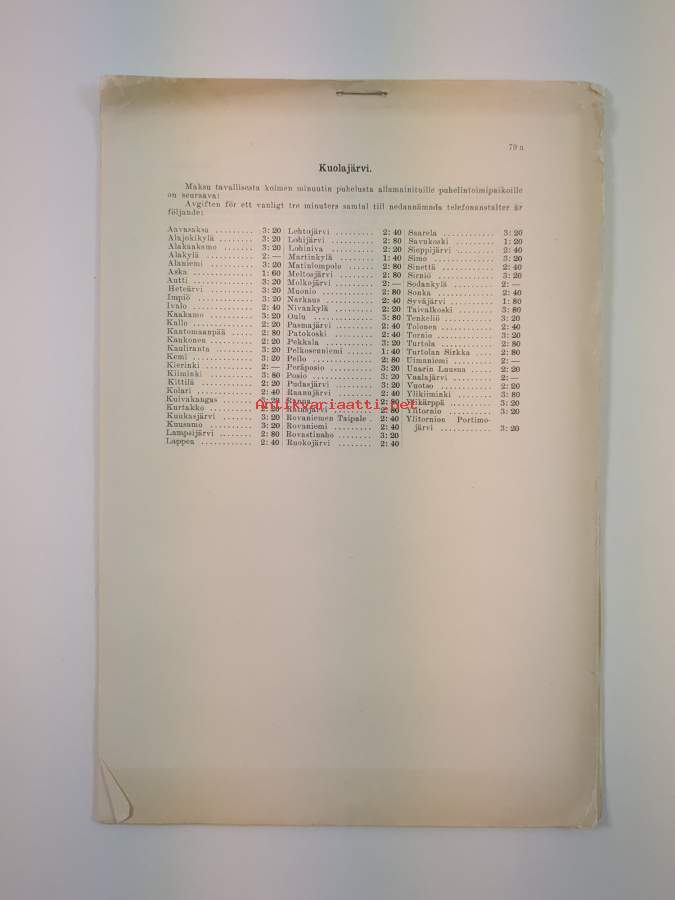 79 n
Kuolajärvi.
Maksu tavallisesta kolmen minuutin puhelusta allamainituille puhelintoimipaikoille
on seuraava:
Avgiften för ett vanligt tre minuters samtal till nedannämnda telefonanstalter är
följande:
Aavasaksa ......... 3: 20
Alajokikylä ........ 3: 20
Alakaakamo ...... 3: 20
Alakylä ............ 2: —
Alaniemi ........... 3: 20
Aska ............... 1: 60
Autti ............... 3: 20
Heteärvi ........... 3: 20
Impiö .............. 3: 20
Ivalo ............... 2: 40
Kaakamo .......... 3: 20
Kallo ............... 2: 20
Kantomaanpää ..... 2: 80
Kaukonen .......... 2: 20
Kauliranta ......... 3: 20
Kemi ............... 3: 20
Kierinki ............ 2: —
Kiiminki ........... 3: 80
Kittilä .............. 2: 20
Kolari .............. 2: 40
Kuivakangas
Kurtakko
Kuukasjärvi ........ 3: 20
Kuusamo ........... 3: 20
Lampsijärvi ........ 2: 80
Lappea ............. 2: 40
Lehtojärvi ......... 2: 40
Lohijärvi .......... 2: 80
Lohiniva ........... 2: 20
Martinkylä ......... 1: 40
Matinlompolo ...... 2: 80
Meltosjärvi ........ 2: 80
Molkojärvi ......... 2: —
Muonio ............ 2: 80
Narkaus ........... 2: 40
Nivankylä ......... 2: 20
Oulu ............... 3: 80
Pasmajärvi ........ 2: 40
Patokoski .......... 2: 40
Pekkala ............ 3: 20
Pelkosenniemi ...... 1: 40
Pello ............... 2: 80
Peräposio .......... 3: 20
Posio ............... 3: 20
Pudasjärvi ......... 3: 20
Raanujärvi ........ 2: 40
Rovaniemen Taipale . 2: 40
Rovaniemi ......... 2: 40
Rovastinaho ....... 3: 20
Ruokojärvi ........ 2: 40
Saarela ............ 3: 20
Savukoski .......... 1: 20
Sieppijärvi ......... 2: 40
Simo ............... 3: 20
Sinettä ............. 2: 40
Sirniö .............. 3: 20
Sodankylä ......... 2: —
Sonka .............. 2: 40
Syväjärvi .......... 1: 80
Taivalkoski ........ 3: 80
Tenkeliö ........... 3: 20
Tolonen ............ 2: 40
Tornio ............. 3: 20
Turtola ............ 2: 80
Turtolan Sirkka .... 2: 80
Uimaniemi ......... 2: —
Unarin Luusua ..... 2: 20
Vaalajärvi .......... 2: —
Vuotso ............. 2: 20
Ylikiiminki ......... 3: 80
Ylikärppä .......... 3: 20
Ylitornio ........... 3: 20
Ylitornion Portimo-
järvi ............. 3: 20
Antikvariaatti.net